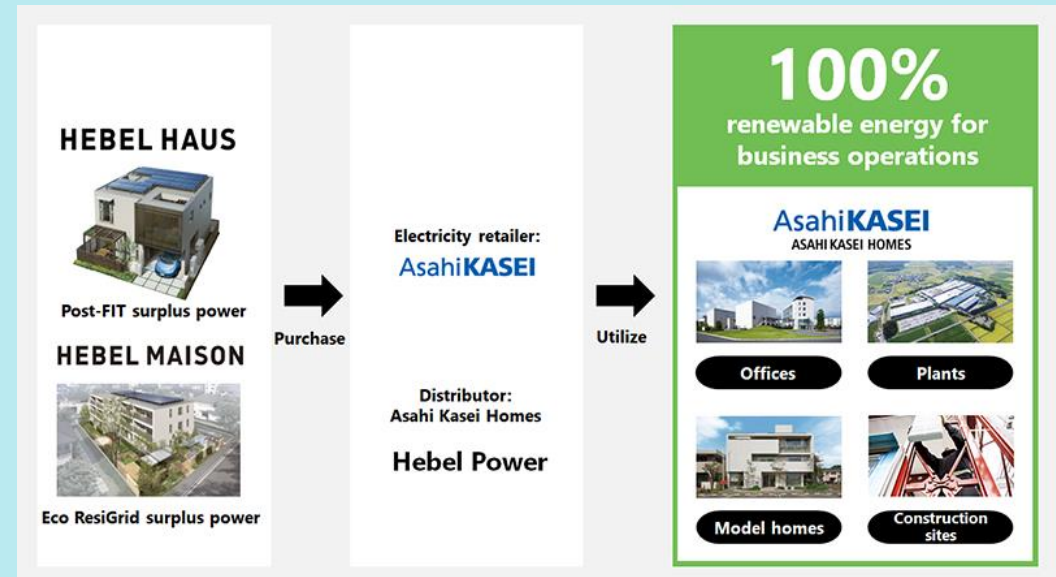 HEBEL HAUS
Post-FIT surplus power
HEBEL MAISON
Eco ResiGrid surplus power
Purchase
Electricity retailer:
AsahiKASEI
Distributor:
Asahi Kasei Homes
Hebel Power
Utilize
100%
renewable energy for
business operations
AsahiKASEI
ASAHI KASEI HOMES
Offices
Plants
Model homes
Construction
sites